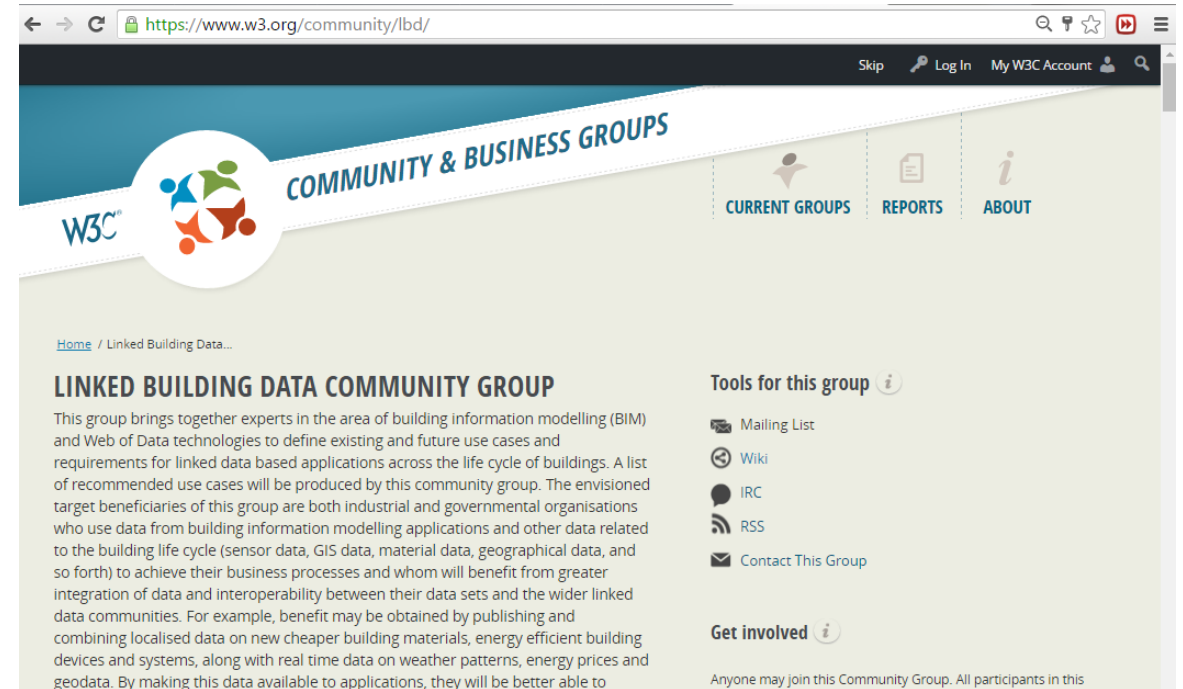 https://www.w3.org/community/lbd/
Skip Log In My W3C Account
W3C®
COMMUNITY & BUSINESS GROUPS
CURRENT GROUPS REPORTS ABOUT
Home / Linked Building Data...
LINKED BUILDING DATA COMMUNITY GROUP
This group brings together experts in the area of building information modelling (BIM)
and Web of Data technologies to define existing and future use cases and
requirements for linked data based applications across the life cycle of buildings. A list
of recommended use cases will be produced by this community group. The envisioned
target beneficiaries of this group are both industrial and governmental organisations
who use data from building information modelling applications and other data related
to the building life cycle (sensor data, GIS data, material data, geographical data, and
so forth) to achieve their business processes and whom will benefit from greater
integration of data and interoperability between their data sets and the wider linked
data communities. For example, benefit may be obtained by publishing and
combining localised data on new cheaper building materials, energy efficient building
devices and systems, along with real time data on weather patterns, energy prices and
geodata. By making this data available to applications, they will be better able to
Tools for this group
Mailing List
Wiki
IRC
RSS
Contact This Group
Get involved
Anyone may join this Community Group. All participants in this